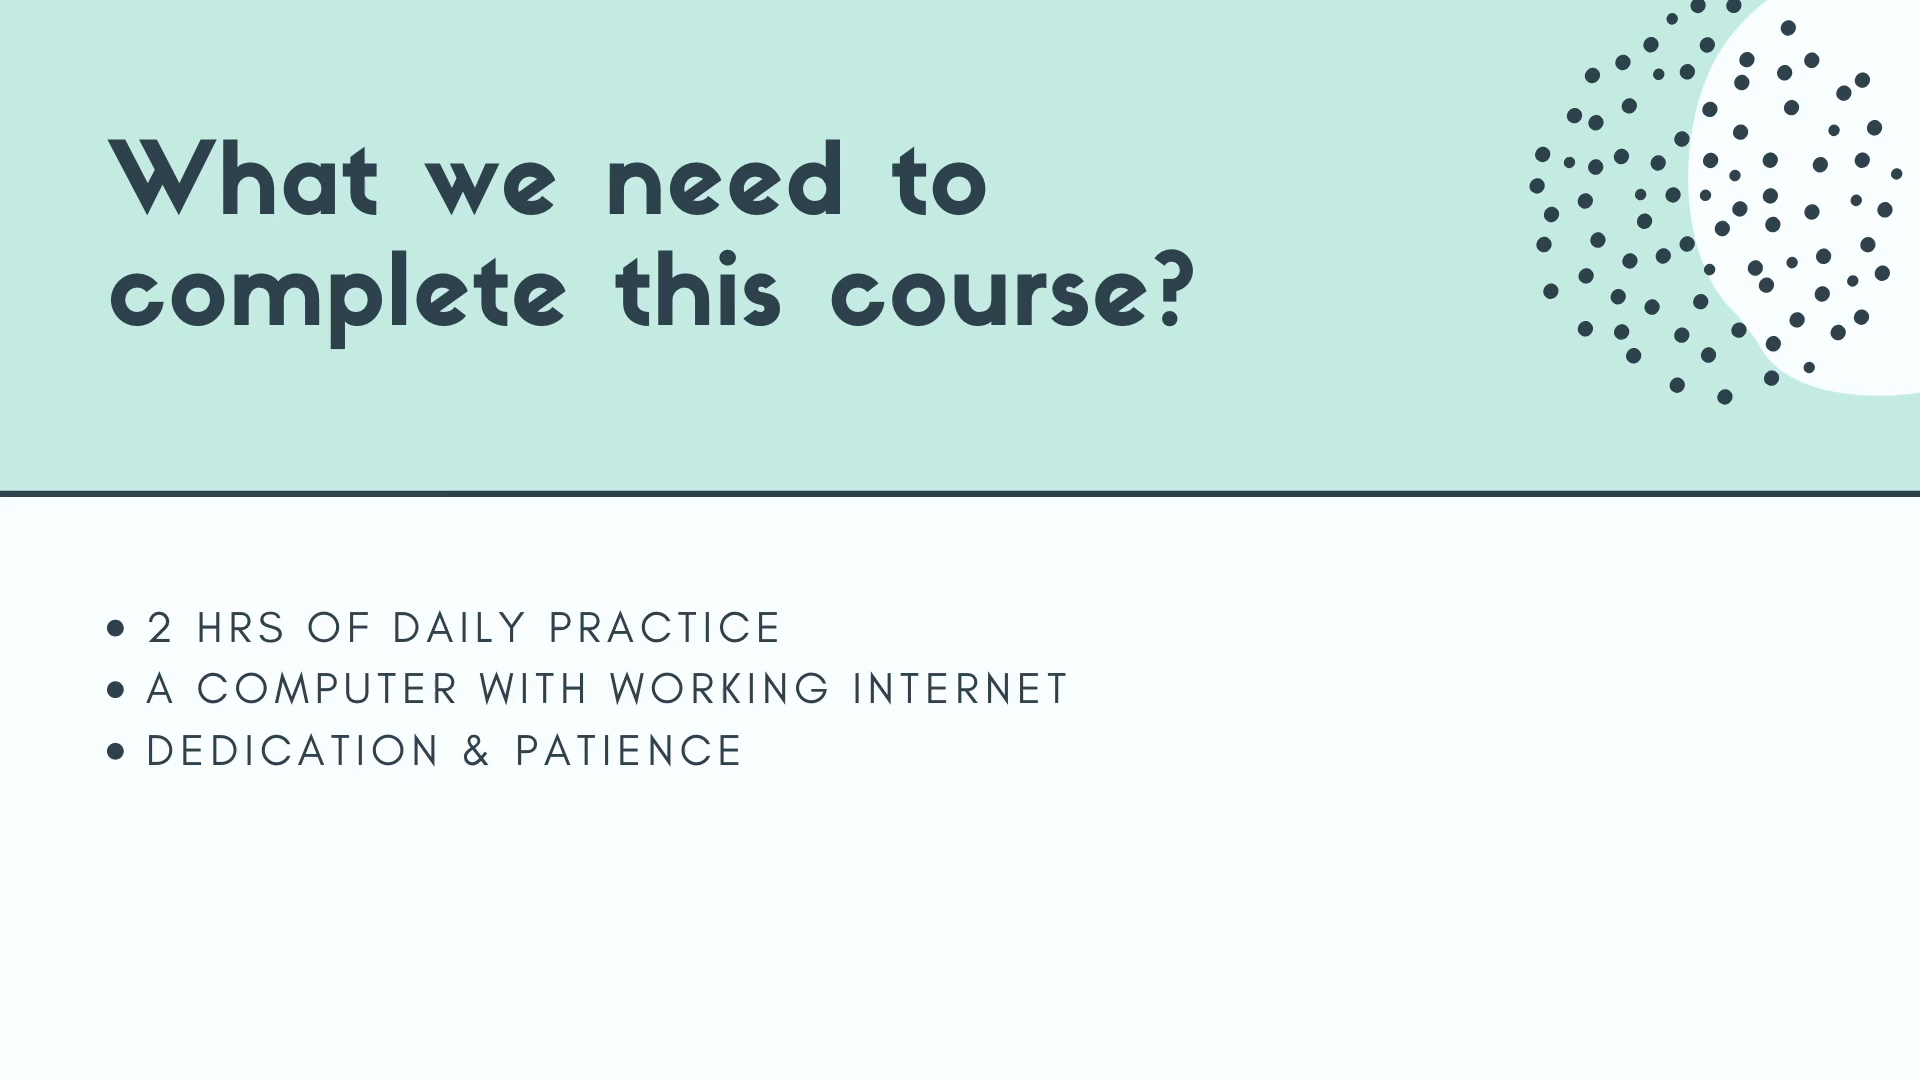 What we need to
complete this course?
• 2 HRS OF DAILY PRACTICE
• A COMPUTER WITH WORKING INTERNET
• DEDICATION & PATIENCE